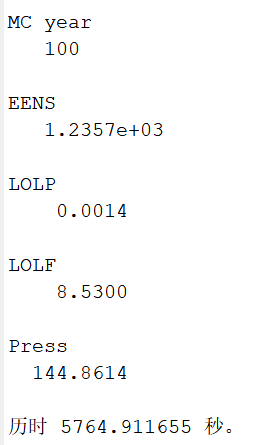 MC year
100
EENS
1.2357e+03
LOLP
0.0014
LOLF
8.5300
Press
144.8614
历时 5764.911655 秒。